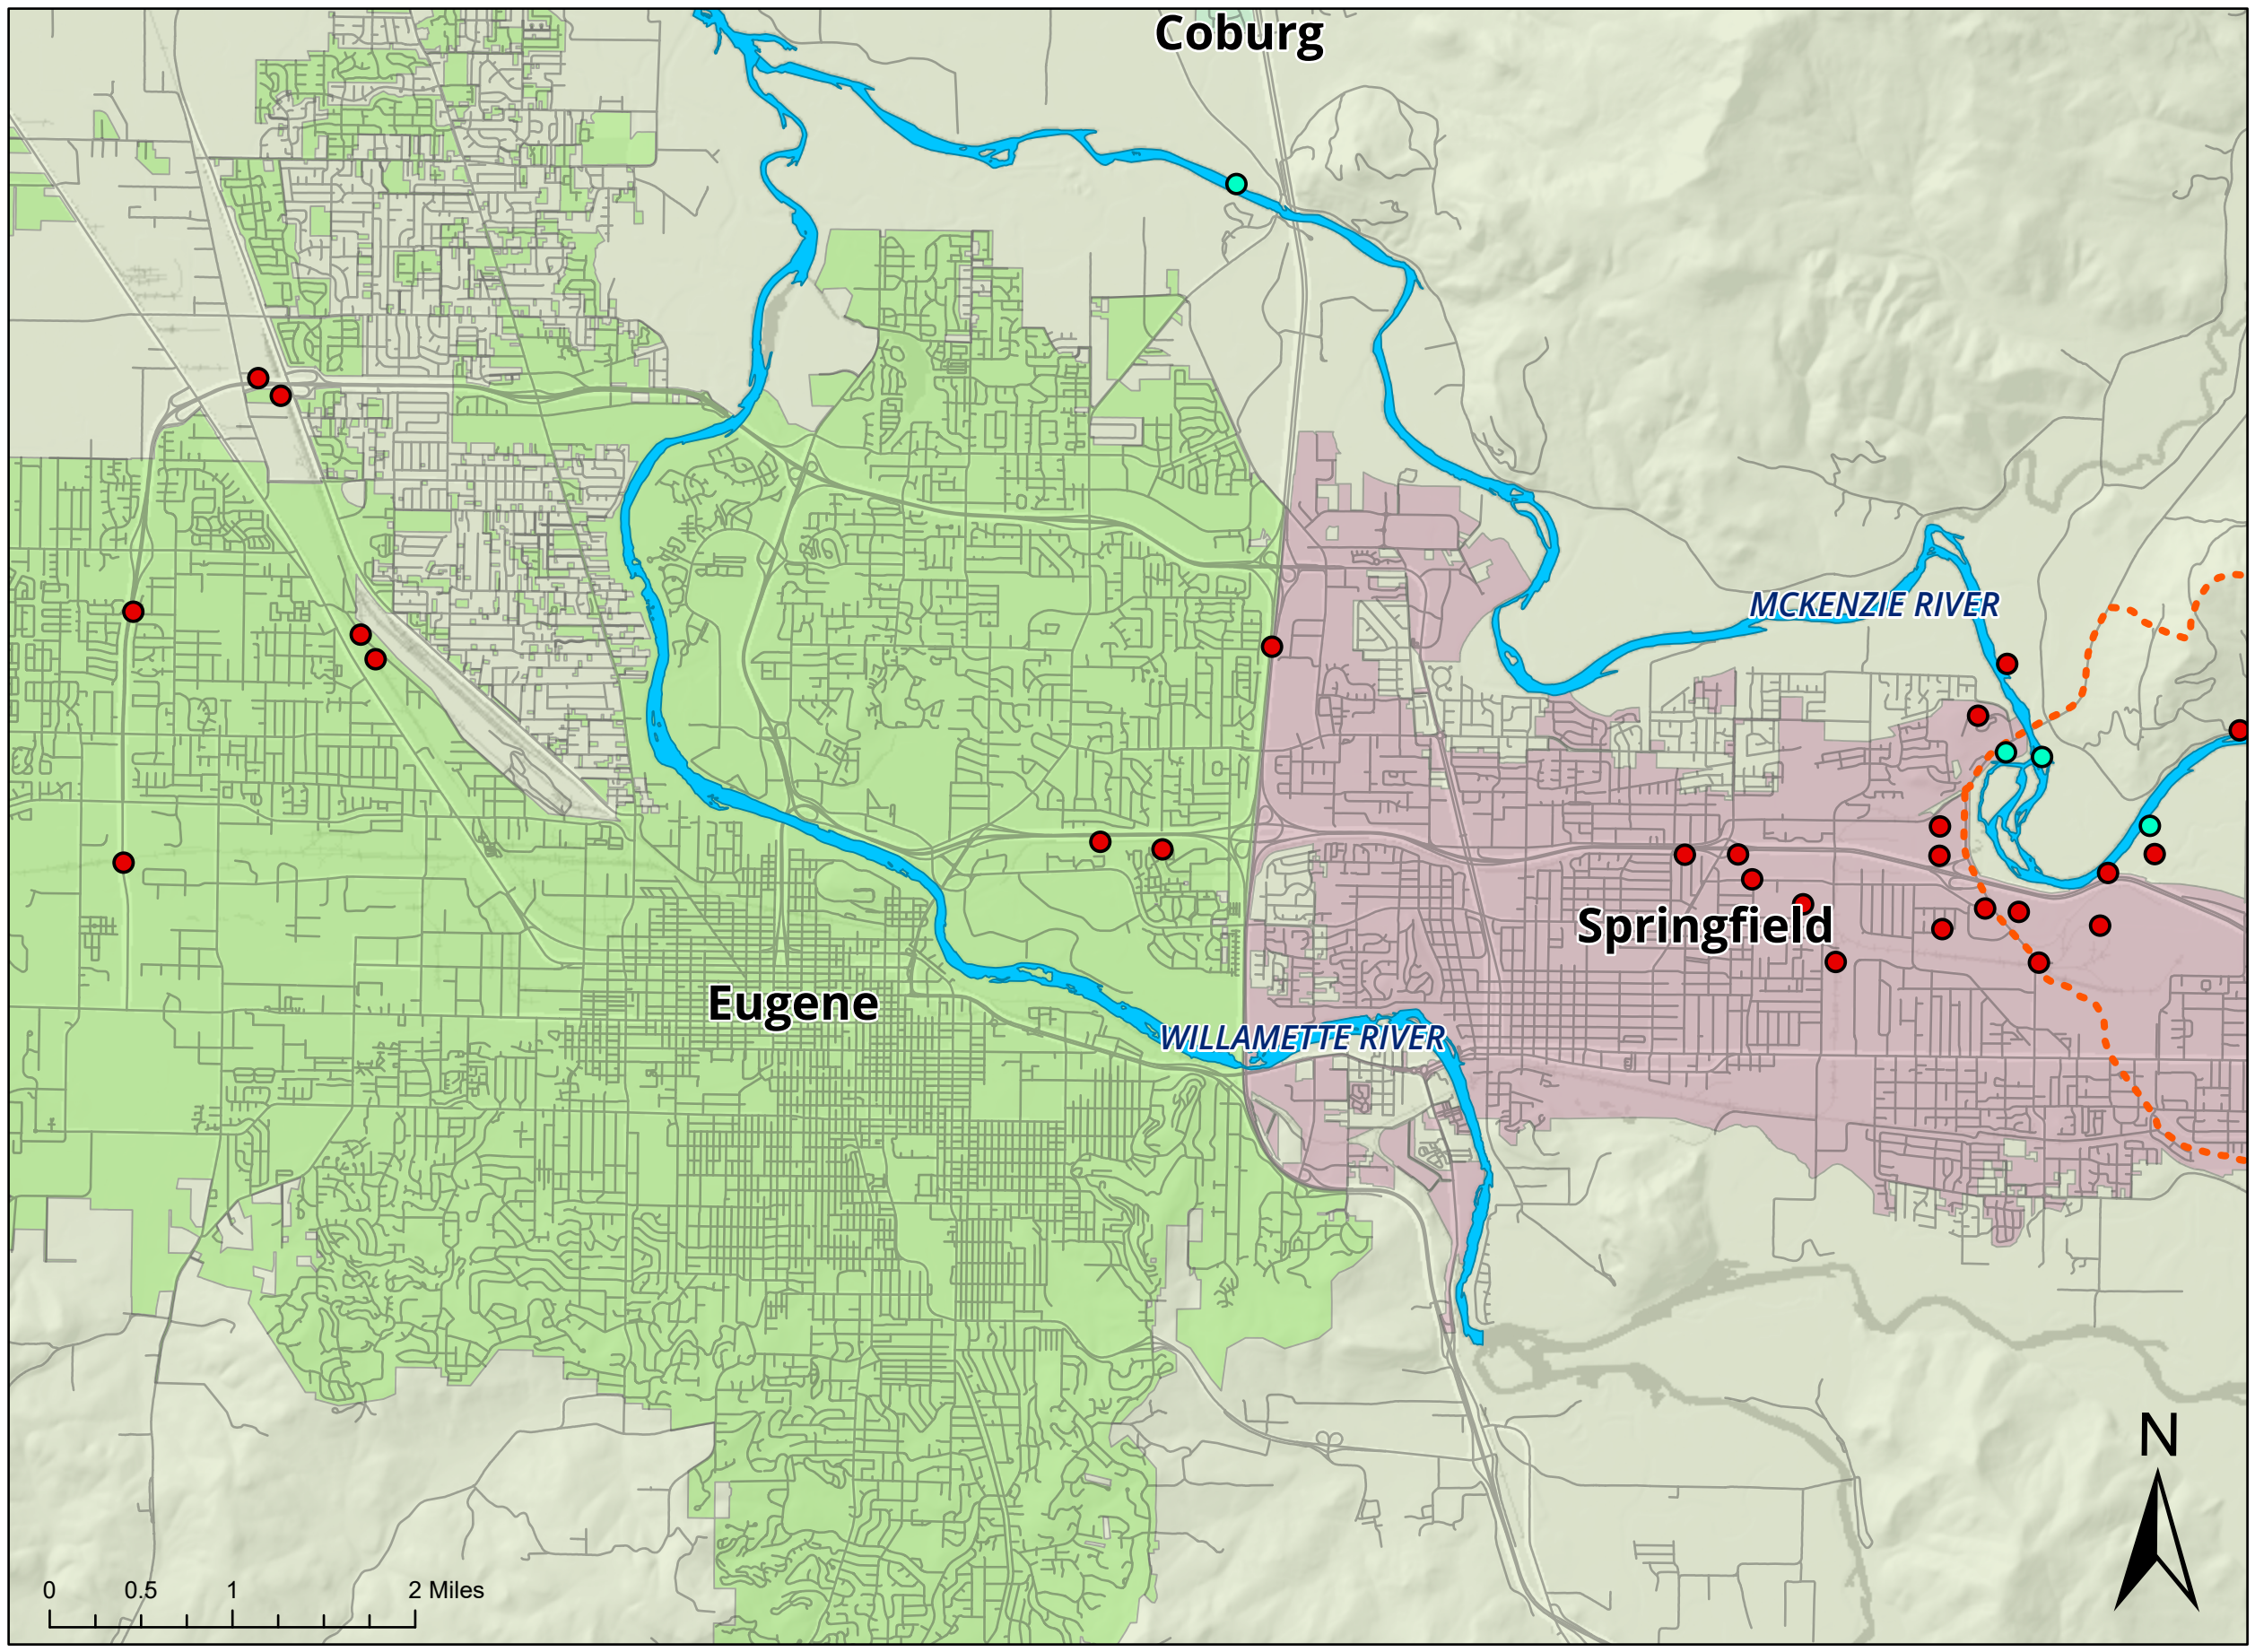 Coburg
MCKENZIE RIVER
Springfield
Eugene
WILLAMETTE RIVER
N
0 0.5 1 2 Miles